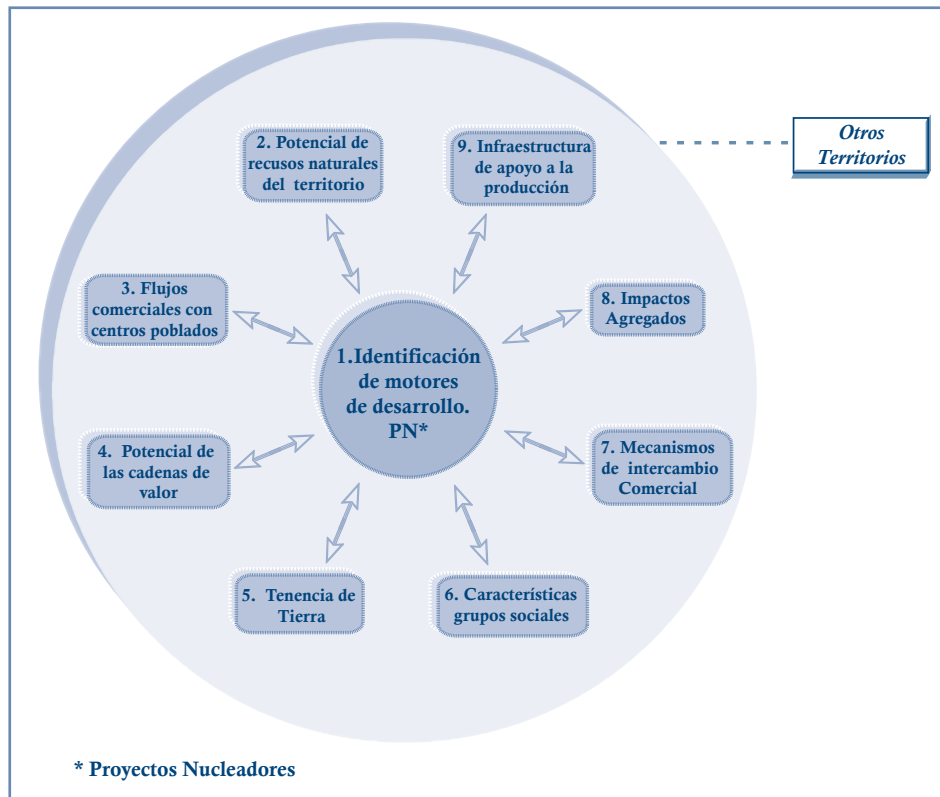 2. Potencial de
recusos naturales
del territorio
9. Infraestructura
de apoyo a la
producción
Otros
Territorios
3. Flujos
comerciales con
centros poblados
8. Impactos
Agregados
1.Identificación
de motores
de desarrollo.
PN*
4. Potencial de
las cadenas de
valor
7. Mecanismos
de intercambio
Comercial
5. Tenencia de
Tierra
6. Característícas
grupos sociales
* Proyectos Nucleadores